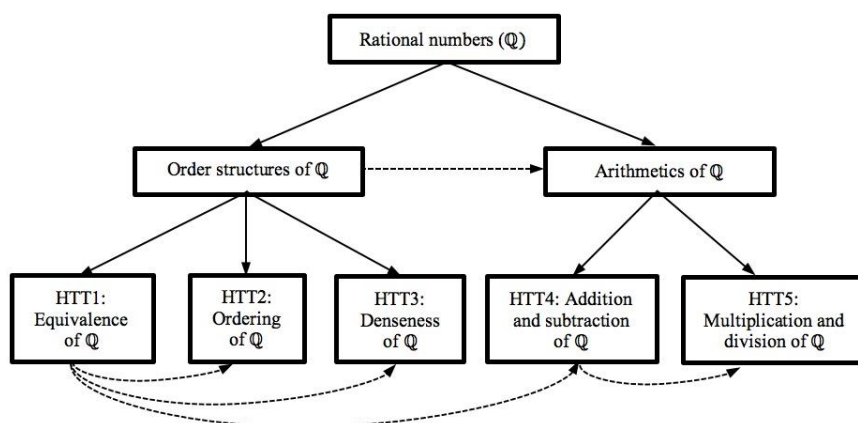 Rational numbers (ℚ)
Order structures of ℚ
Arithmetics of ℚ
HTT1:
Equivalence
of ℚ
HTT2:
Ordering
of ℚ
HTT3:
Denseness
of ℚ
HTT4: Addition
and subtraction
of ℚ
HTT5:
Multiplication and
division of ℚ